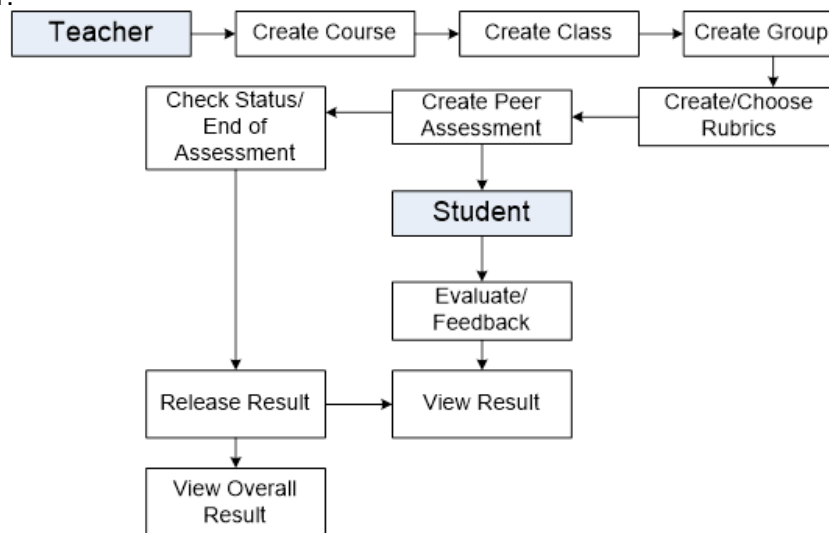 Teacher
Create Course
Create Class
Create Group
Check Status/
End of
Assessment
Create Peer
Assessment
Create/Choose
Rubrics
Student
Evaluate/
Feedback
Release Result
View Result
View Overall
Result